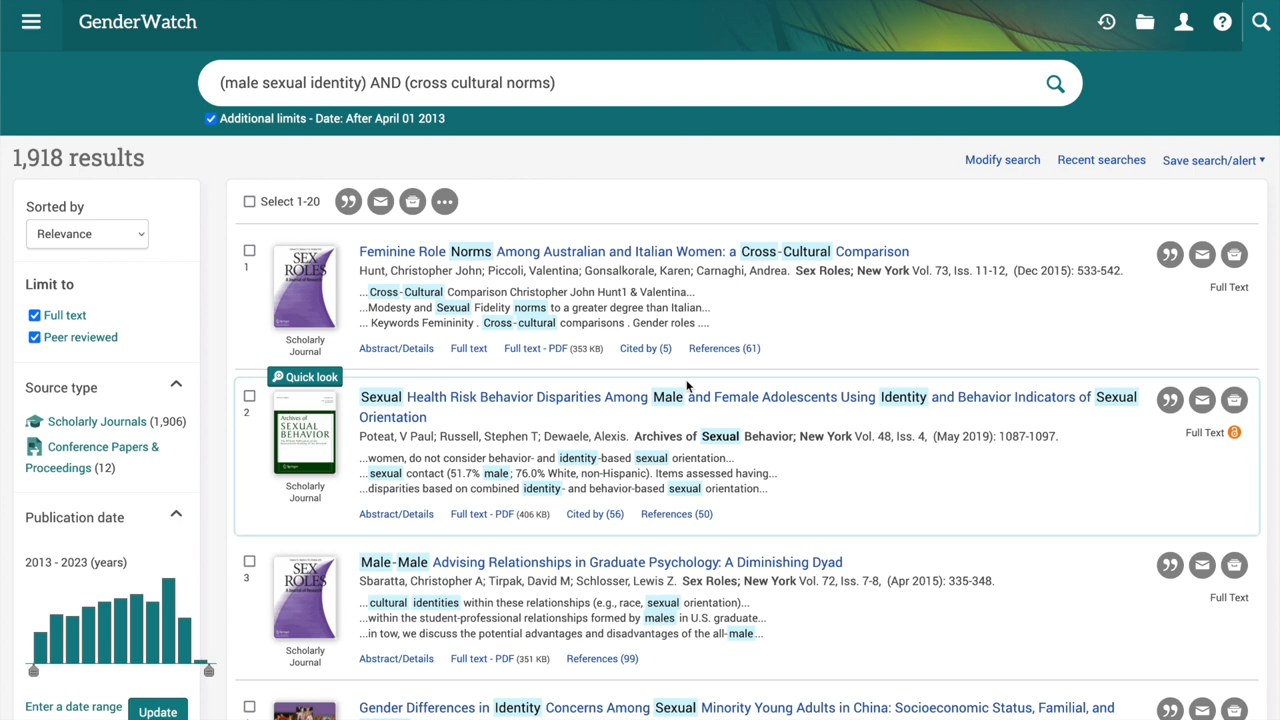 GenderWatch
(male sexual identity) AND (cross cultural norms)
Additional limits - Date: After April 01 2013
1,918 results
Modify search
Recent searches
Save search/alert
Sorted by
Relevance
Limit to
Full text
Peer reviewed
Source type
Scholarly Journals (1,906)
Conference Papers &
Proceedings (12)
Publication date
2013 - 2023 (years)
Enter a date range
Update
Select 1-20
1
SEX
ROLES
Scholarly
Journal
Feminine Role Norms Among Australian and Italian Women: a Cross-Cultural Comparison
Hunt, Christopher John; Piccoli, Valentina; Gonsalkorale, Karen; Carnaghi, Andrea. Sex Roles; New York Vol. 73, Iss. 11-12, (Dec 2015): 533-542.
...Cross-Cultural Comparison Christopher John Hunt1 & Valentina...
...Modesty and Sexual Fidelity norms to a greater degree than Italian...
... Keywords Femininity . Cross-cultural comparisons . Gender roles ....
Abstract/Details Full text Full text - PDF (353 KB) Cited by (5) References (61)
Full Text
Quick look
2
Archives of
SEXUAL
BEHAVIOR
Scholarly
Journal
Sexual Health Risk Behavior Disparities Among Male and Female Adolescents Using Identity and Behavior Indicators of Sexual
Orientation
Poteat, V Paul; Russell, Stephen T; Dewaele, Alexis. Archives of Sexual Behavior; New York Vol. 48, Iss. 4, (May 2019): 1087-1097.
...women, do not consider behavior- and identity-based sexual orientation...
...sexual contact (51.7% male; 76.0% White, non-Hispanic). Items assessed having...
...disparities based on combined identity- and behavior-based sexual orientation...
Abstract/Details Full text - PDF (406 KB) Cited by (56) References (50)
Full Text
3
SEX
ROLES
Scholarly
Journal
Male-Male Advising Relationships in Graduate Psychology: A Diminishing Dyad
Sbaratta, Christopher A; Tirpak, David M; Schlosser, Lewis Z. Sex Roles; New York Vol. 72, Iss. 7-8, (Apr 2015): 335-348.
...cultural identities within these relationships (e.g., race, sexual orientation)...
...within the student-professional relationships formed by males in U.S. graduate...
...in tow, we discuss the potential advantages and disadvantages of the all-male...
Abstract/Details Full text - PDF (351 KB) References (99)
Full Text
Gender Differences in Identity Concerns Among Sexual Minority Young Adults in China: Socioeconomic Status, Familial, and